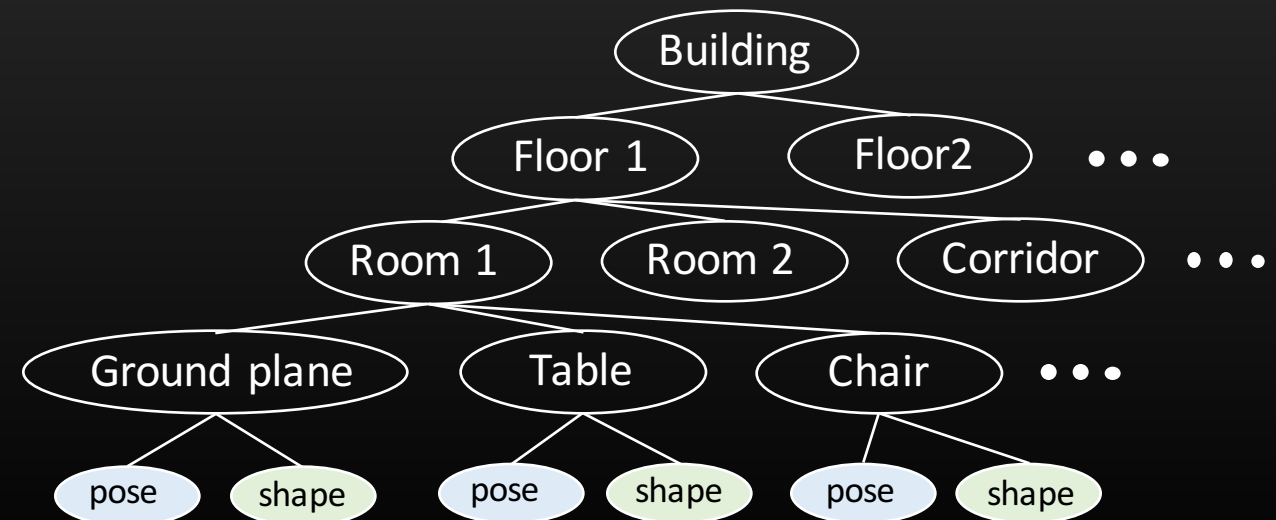 Building
Floor 1 Floor2 •••
Room 1 Room 2 Corridor •••
Ground plane Table Chair •••
pose shape pose shape pose shape